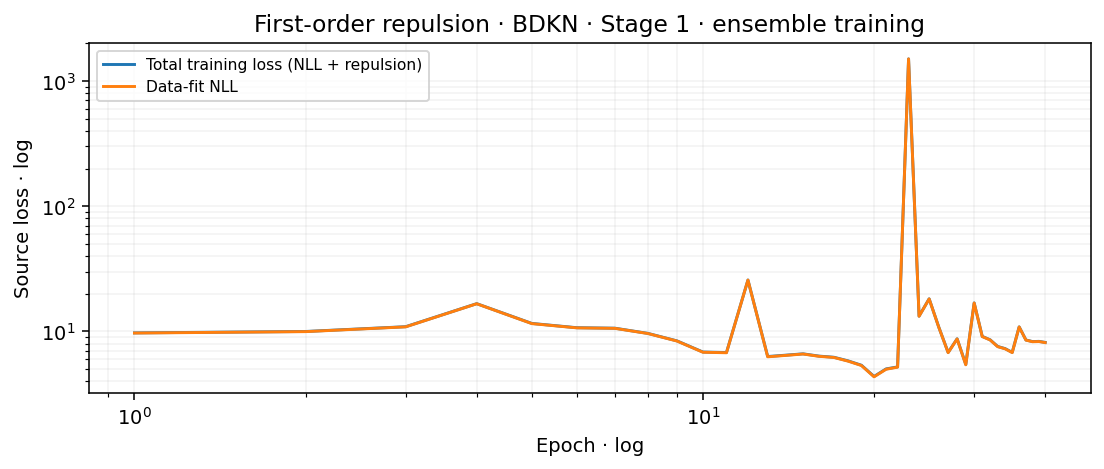 First-order repulsion · BDKN · Stage 1 · ensemble training
Total training loss (NLL + repulsion)
Data-fit NLL
Source loss · log
10³
10²
10¹
10⁰ 10¹
Epoch · log